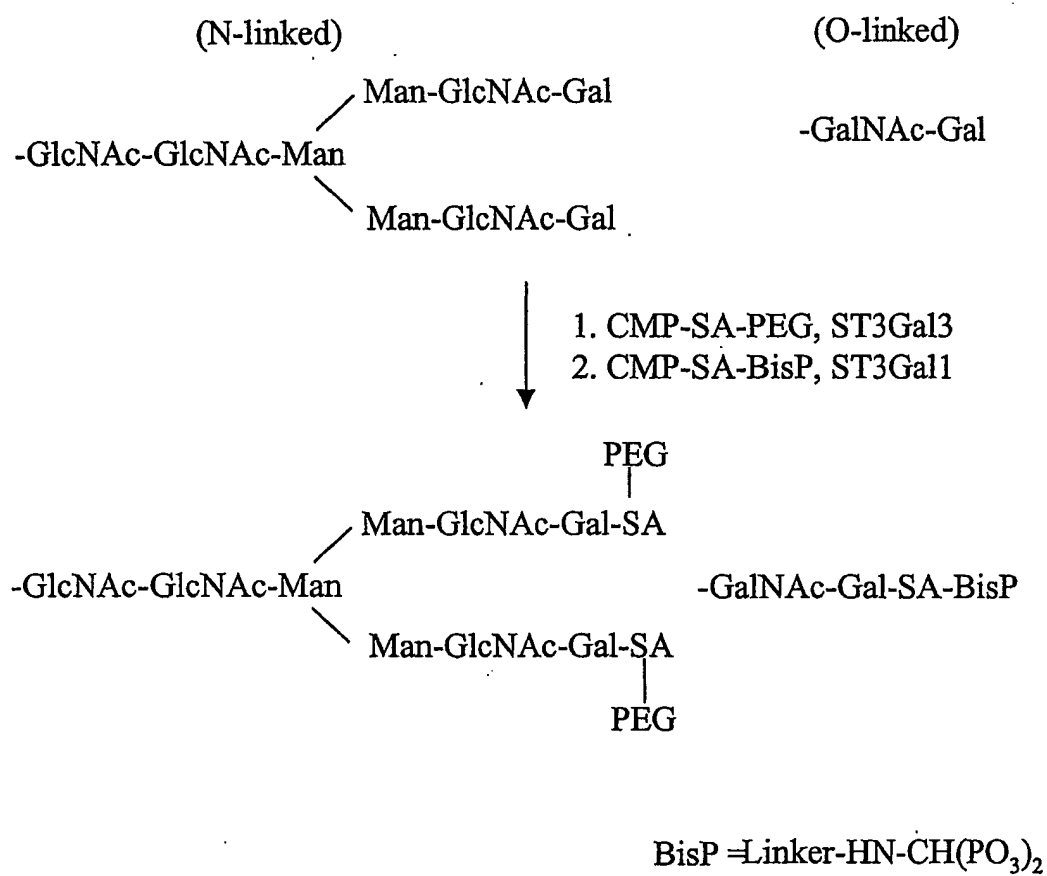 (N-linked)
(O-linked)
Man-GlcNAc-Gal
-GalNAc-Gal
-GlcNAc-GlcNAc-Man
Man-GlcNAc-Gal
1. CMP-SA-PEG, ST3Gal3
2. CMP-SA-BisP, ST3Gal1
PEG
Man-GlcNAc-Gal-SA
-GlcNAc-GlcNAc-Man
-GalNAc-Gal-SA-BisP
Man-GlcNAc-Gal-SA
PEG
BisP =Linker-HN-CH(PO₃)₂